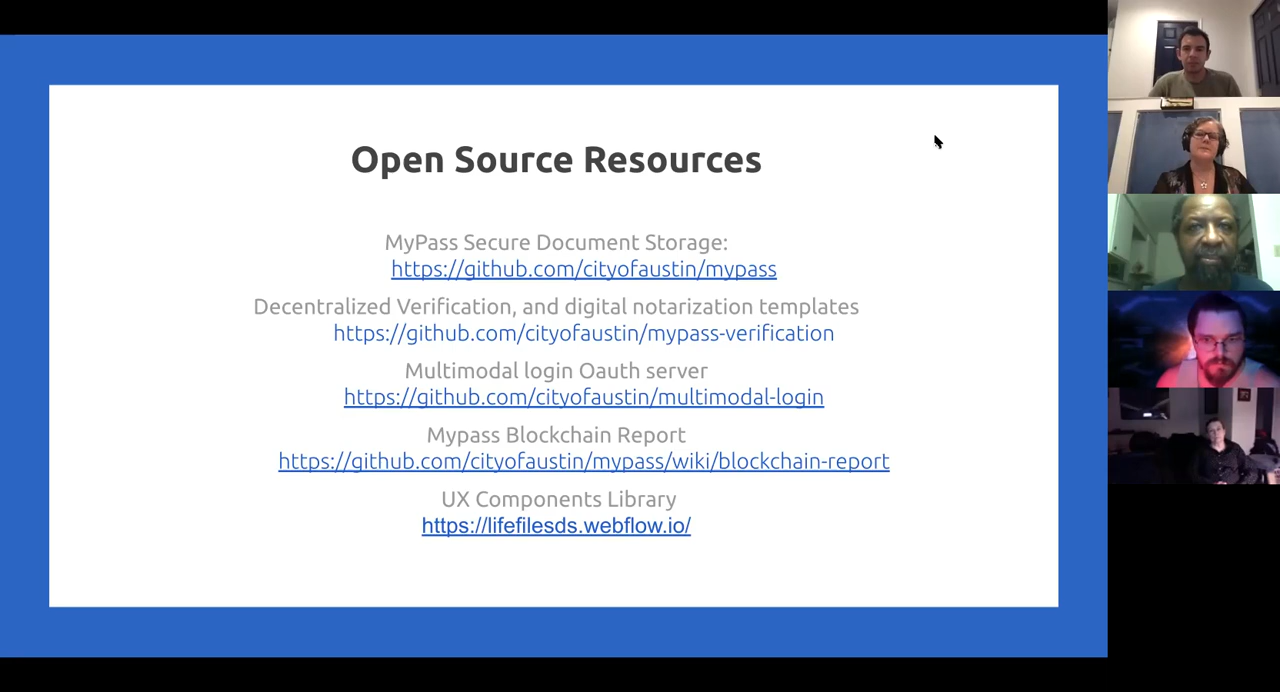 Open Source Resources
MyPass Secure Document Storage:
https://github.com/cityofaustin/mypass
Decentralized Verification, and digital notarization templates
https://github.com/cityofaustin/mypass-verification
Multimodal login Oauth server
https://github.com/cityofaustin/multimodal-login
Mypass Blockchain Report
https://github.com/cityofaustin/mypass/wiki/blockchain-report
UX Components Library
https://lifefilesds.webflow.io/